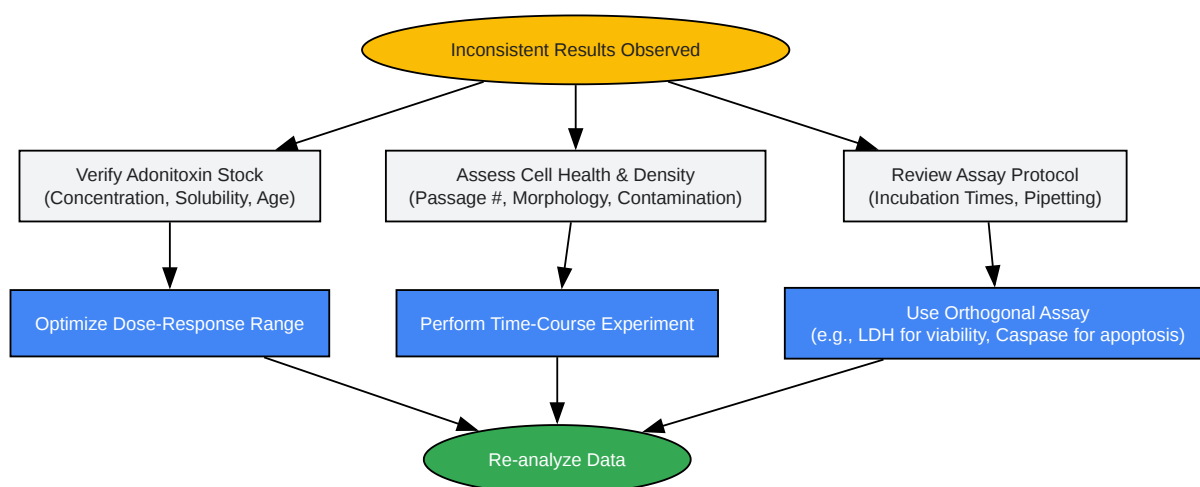 Inconsistent Results Observed
Verify Adonitoxin Stock
(Concentration, Solubility, Age)
Assess Cell Health & Density
(Passage #, Morphology, Contamination)
Review Assay Protocol
(Incubation Times, Pipetting)
Optimize Dose-Response Range
Perform Time-Course Experiment
Use Orthogonal Assay
(e.g., LDH for viability, Caspase for apoptosis)
Re-analyze Data